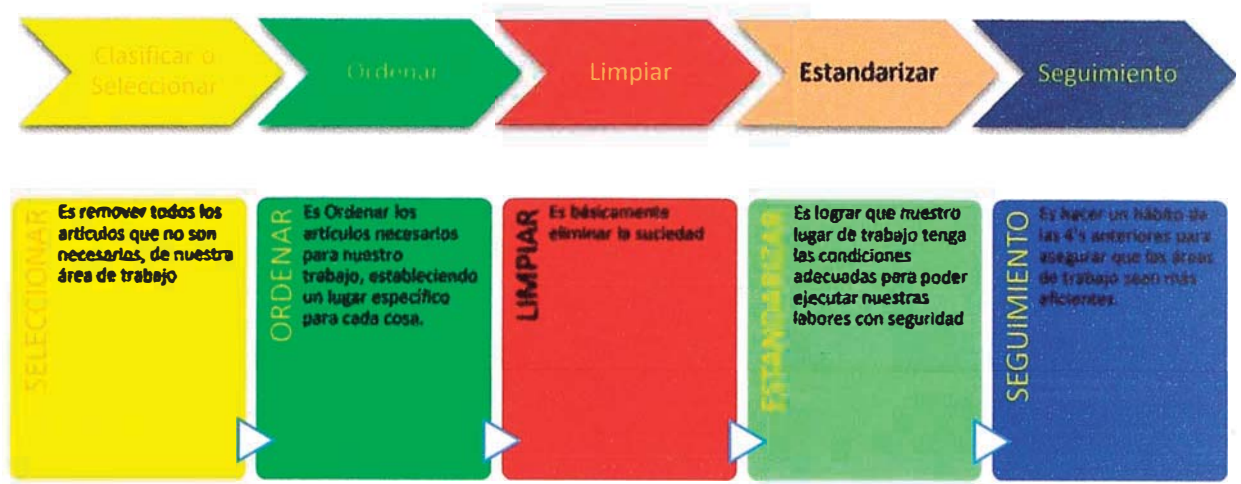 Clasificar o
Seleccionar
Ordenar
Limpiar
Estandarizar
Seguimiento
SELECCIONAR
Es remover todos los
artículos que no son
necesarios, de nuestra
área de trabajo
ORDENAR
Es Ordenar los
artículos necesarios
para nuestro
trabajo, estableciendo
un lugar específico
para cada cosa.
LIMPIAR
Es básicamente
eliminar la suciedad
ESTANDARIZAR
Es lograr que nuestro
lugar de trabajo tenga
las condiciones
adecuadas para poder
ejecutar nuestras
labores con seguridad
SEGUIMIENTO
Es hacer un hábito de
las 4's anteriores para
asegurar que las áreas
de trabajo sean más
eficientes.